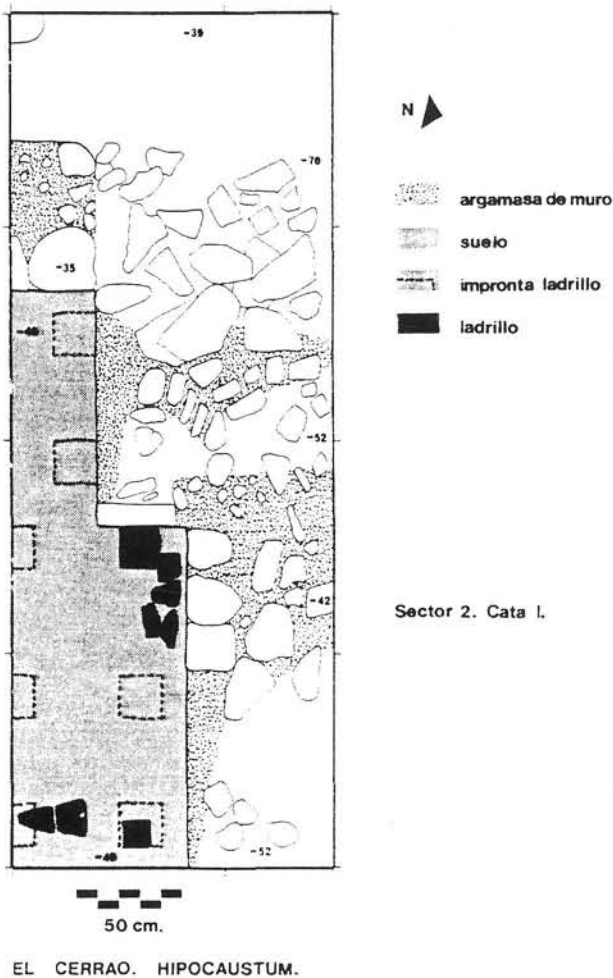 -39
N
-70
argamasa de muro
suelo
-35
impronta ladrillo
-40
ladrillo
-52
-42
Sector 2. Cata I.
-40
-52
50 cm.
EL CERRAO. HIPOCAUSTUM.